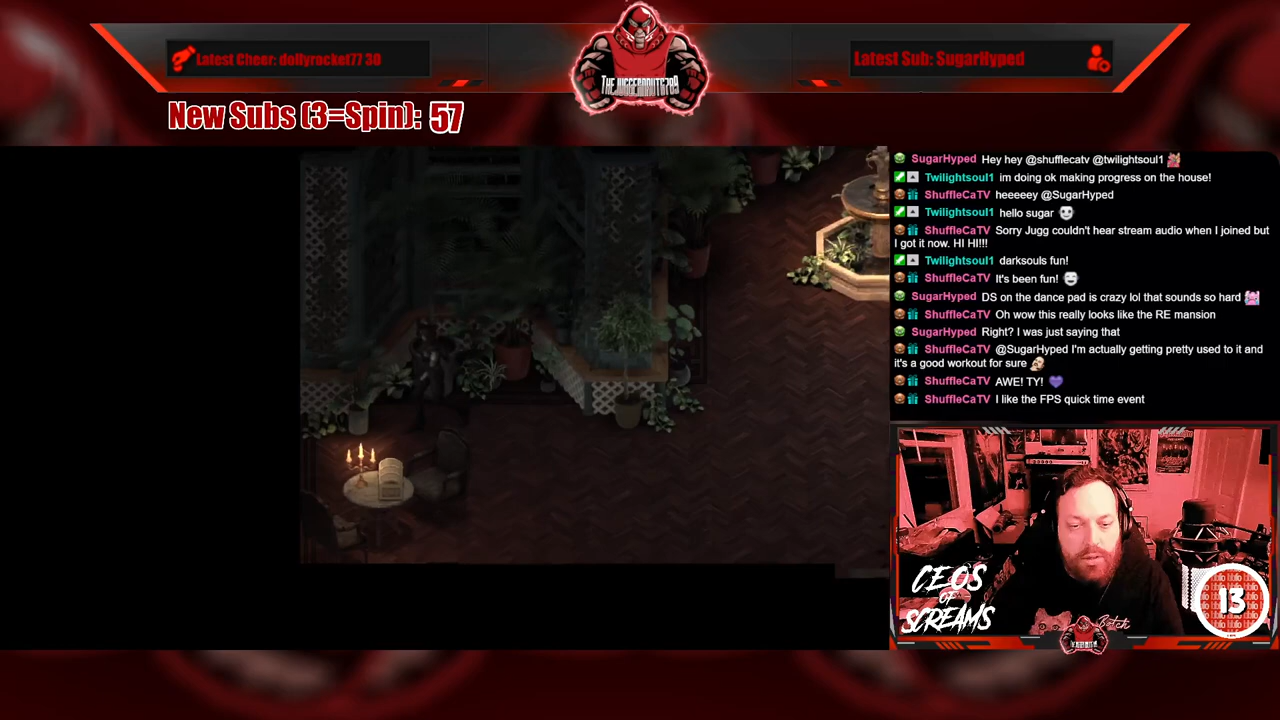 Latest Cheer: dollyrocket77 30
THEJUGGERNAUT6789
Latest Sub: SugarHyped
New Subs (3=Spin): 57
SugarHyped Hey hey @shufflecatv @twilightsoul1
Twilightsoul1 im doing ok making progress on the house!
ShuffleCaTV heeeeey @SugarHyped
Twilightsoul1 hello sugar
ShuffleCaTV Sorry Jugg couldn't hear stream audio when I joined but
I got it now. HI HI!!!
Twilightsoul1 darksouls fun!
ShuffleCaTV It's been fun!
SugarHyped DS on the dance pad is crazy lol that sounds so hard
ShuffleCaTV Oh wow this really looks like the RE mansion
SugarHyped Right? I was just saying that
ShuffleCaTV @SugarHyped I'm actually getting pretty used to it and
it's a good workout for sure
ShuffleCaTV AWE! TY!
ShuffleCaTV I like the FPS quick time event
CEOS
OF
SCREAMS
13